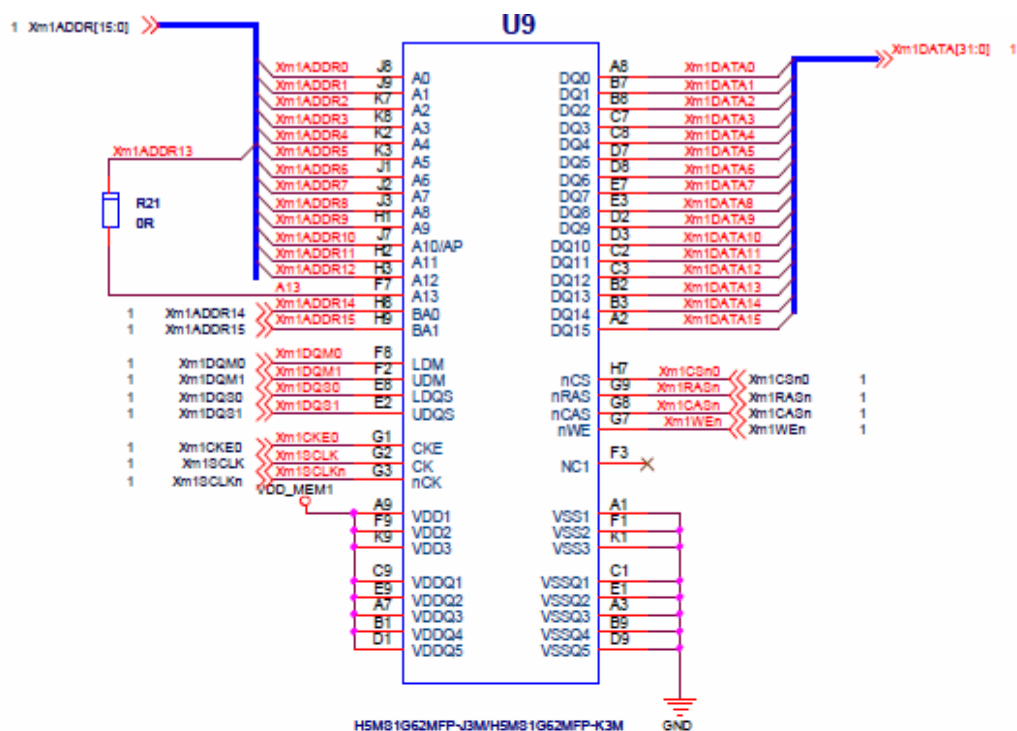 U9
1 Xm1ADDR[15:0]
Xm1DATA[31:0] 1
Xm1ADDR0 J8 A0 DQ0 A8 Xm1DATA0
Xm1ADDR1 J9 A1 DQ1 B7 Xm1DATA1
Xm1ADDR2 K7 A2 DQ2 B8 Xm1DATA2
Xm1ADDR3 K8 A3 DQ3 C7 Xm1DATA3
Xm1ADDR4 K2 A4 DQ4 C8 Xm1DATA4
Xm1ADDR5 K3 A5 DQ5 D7 Xm1DATA5
Xm1ADDR6 J1 A6 DQ6 D8 Xm1DATA6
Xm1ADDR7 J2 A7 DQ7 E7 Xm1DATA7
Xm1ADDR8 J3 A8 DQ8 E3 Xm1DATA8
Xm1ADDR9 H1 A9 DQ9 D2 Xm1DATA9
Xm1ADDR10 J7 A10/AP DQ10 D3 Xm1DATA10
Xm1ADDR11 H2 A11 DQ11 C2 Xm1DATA11
Xm1ADDR12 H3 A12 DQ12 C3 Xm1DATA12
Xm1ADDR13
R21
0R
A13 F7 A13 DQ13 B2 Xm1DATA13
1 Xm1ADDR14 Xm1ADDR14 H8 BA0 DQ14 B3 Xm1DATA14
1 Xm1ADDR15 Xm1ADDR15 H9 BA1 DQ15 A2 Xm1DATA15
1 Xm1DQM0 Xm1DQM0 F8 LDM
1 Xm1DQM1 Xm1DQM1 F2 UDM
1 Xm1DQS0 Xm1DQS0 E8 LDQS
1 Xm1DQS1 Xm1DQS1 E2 UDQS
nCS H7 Xm1CSn0 Xm1CSn0 1
nRAS G9 Xm1RASn Xm1RASn 1
nCAS G8 Xm1CASn Xm1CASn 1
nWE G7 Xm1WEn Xm1WEn 1
1 Xm1CKE0 Xm1CKE0 G1 CKE
1 Xm1SCLK Xm1SCLK G2 CK
1 Xm1SCLKn Xm1SCLKn G3 nCK
NC1 F3
VDD_MEM1
A9 VDD1 VSS1 A1
F9 VDD2 VSS2 F1
K9 VDD3 VSS3 K1
C9 VDDQ1 VSSQ1 C1
E9 VDDQ2 VSSQ2 E1
A7 VDDQ3 VSSQ3 A3
B1 VDDQ4 VSSQ4 B9
D1 VDDQ5 VSSQ5 D9
H5MS1G62MFP-J3M/H5MS1G62MFP-K3M
GND